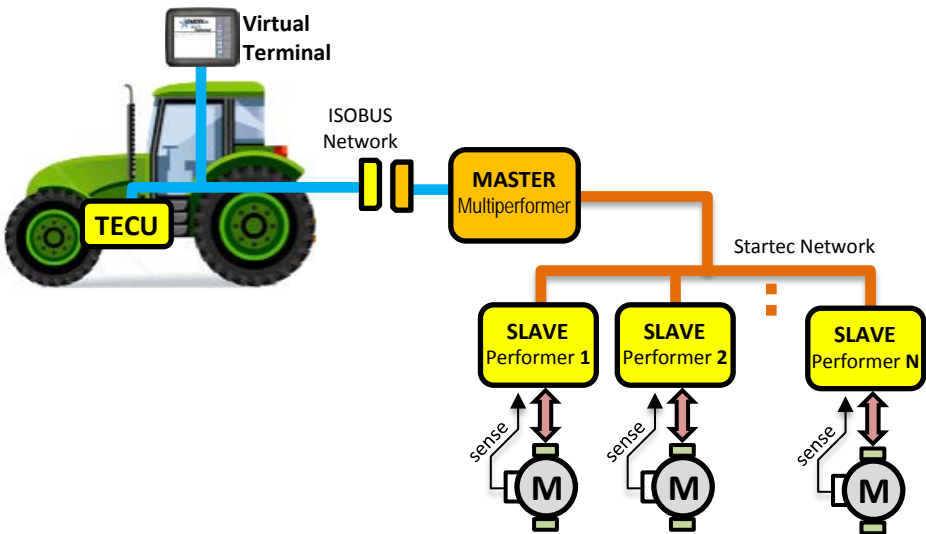 Virtual
Terminal
ISOBUS
Network
TECU
MASTER
Multiperformer
Startec Network
SLAVE
Performer 1
SLAVE
Performer 2
SLAVE
Performer N
sense
sense
sense
M
M
M